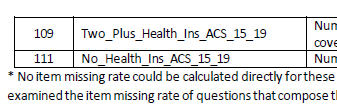 109 Two_Plus_Health_Ins_ACS_15_19 Num
cove
111 No_Health_Ins_ACS_15_19 Num
* No item missing rate could be calculated directly for these
examined the item missing rate of questions that compose th